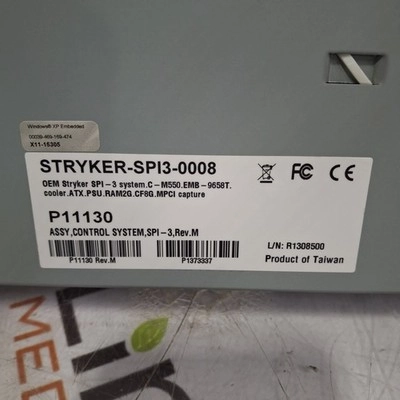 Windows® XP Embedded
X11-15305
STRYKER-SPI3-0008
OEM Stryker SPI-3 system.C-M550.EMB-9658T.
cooler.ATX.PSU.RAM2G.CF8G.MPCI capture
FC CE
P11130
ASSY,CONTROL SYSTEM,SPI-3,Rev.M
P11130 Rev.M
P1373337
L/N: R1308500
Product of Taiwan
Lin
MED